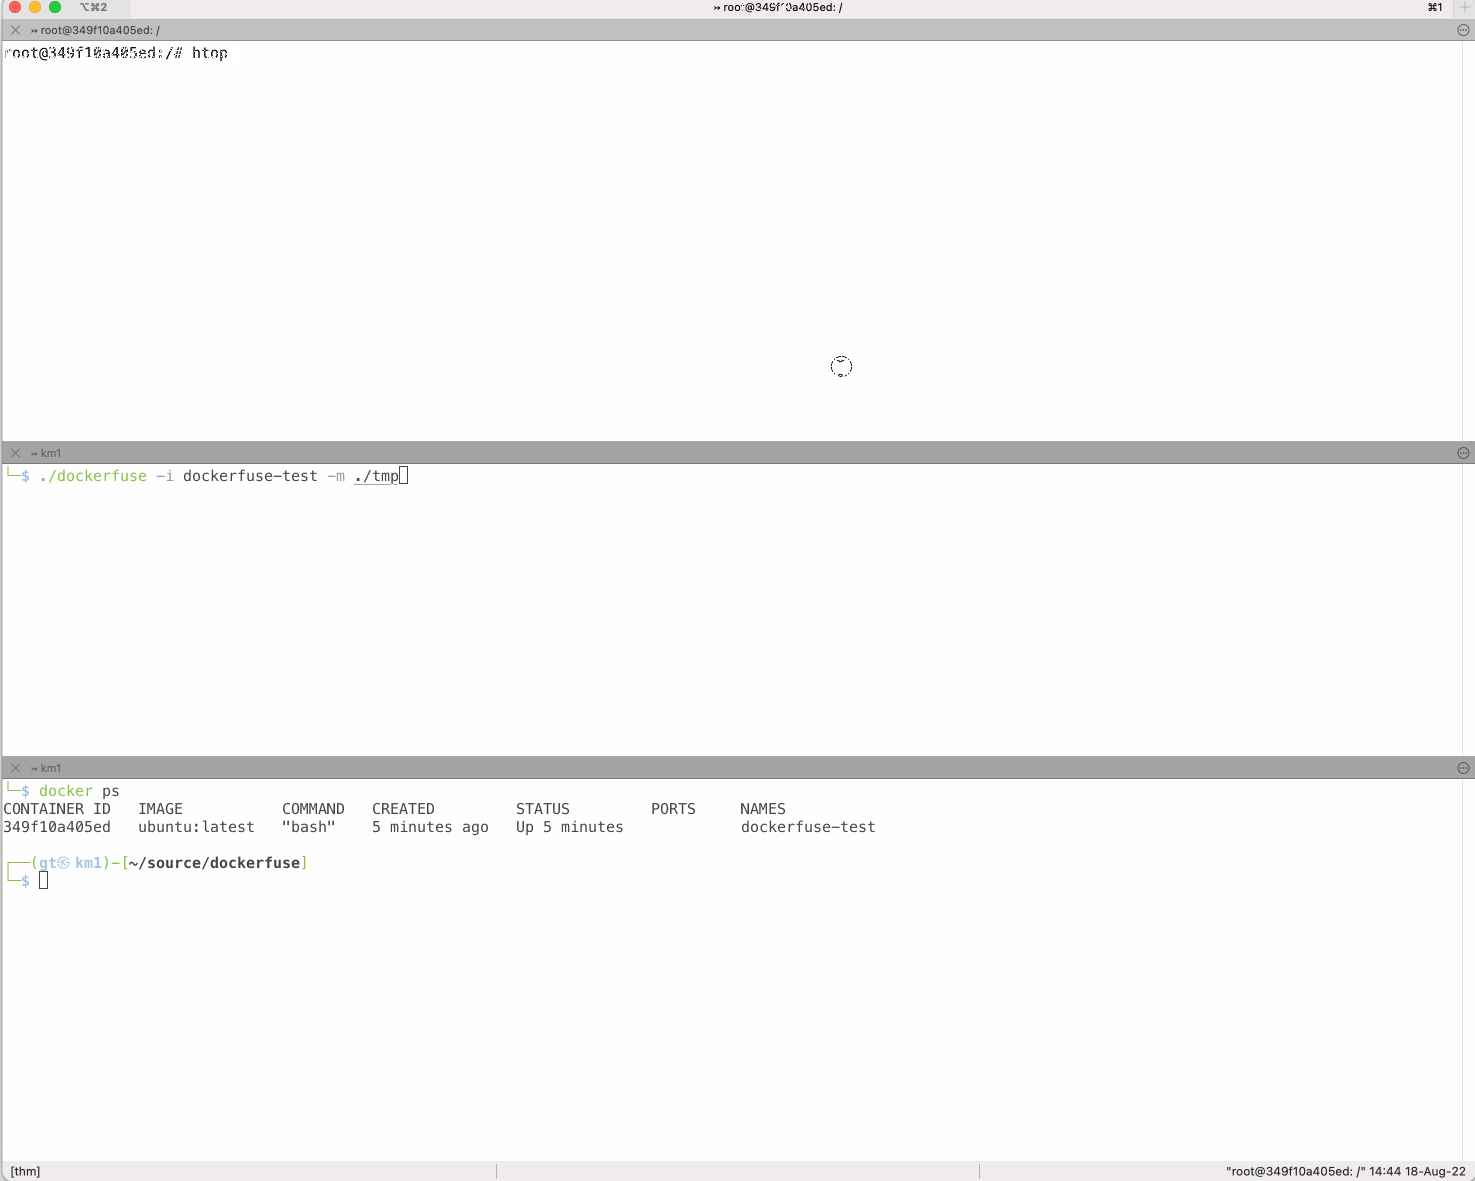 ⌥⌘2 ↣ root@349f10a405ed: / ⌘1
↣ root@349f10a405ed: /
root@349f10a405ed:/# htop
↣ km1
└─$ ./dockerfuse -i dockerfuse-test -m ./tmp
↣ km1
└─$ docker ps
CONTAINER ID   IMAGE           COMMAND   CREATED         STATUS         PORTS     NAMES
349f10a405ed   ubuntu:latest   "bash"    5 minutes ago   Up 5 minutes             dockerfuse-test
┌──(gt㉿km1)-[~/source/dockerfuse]
└─$
[thm] "root@349f10a405ed: /" 14:44 18-Aug-22